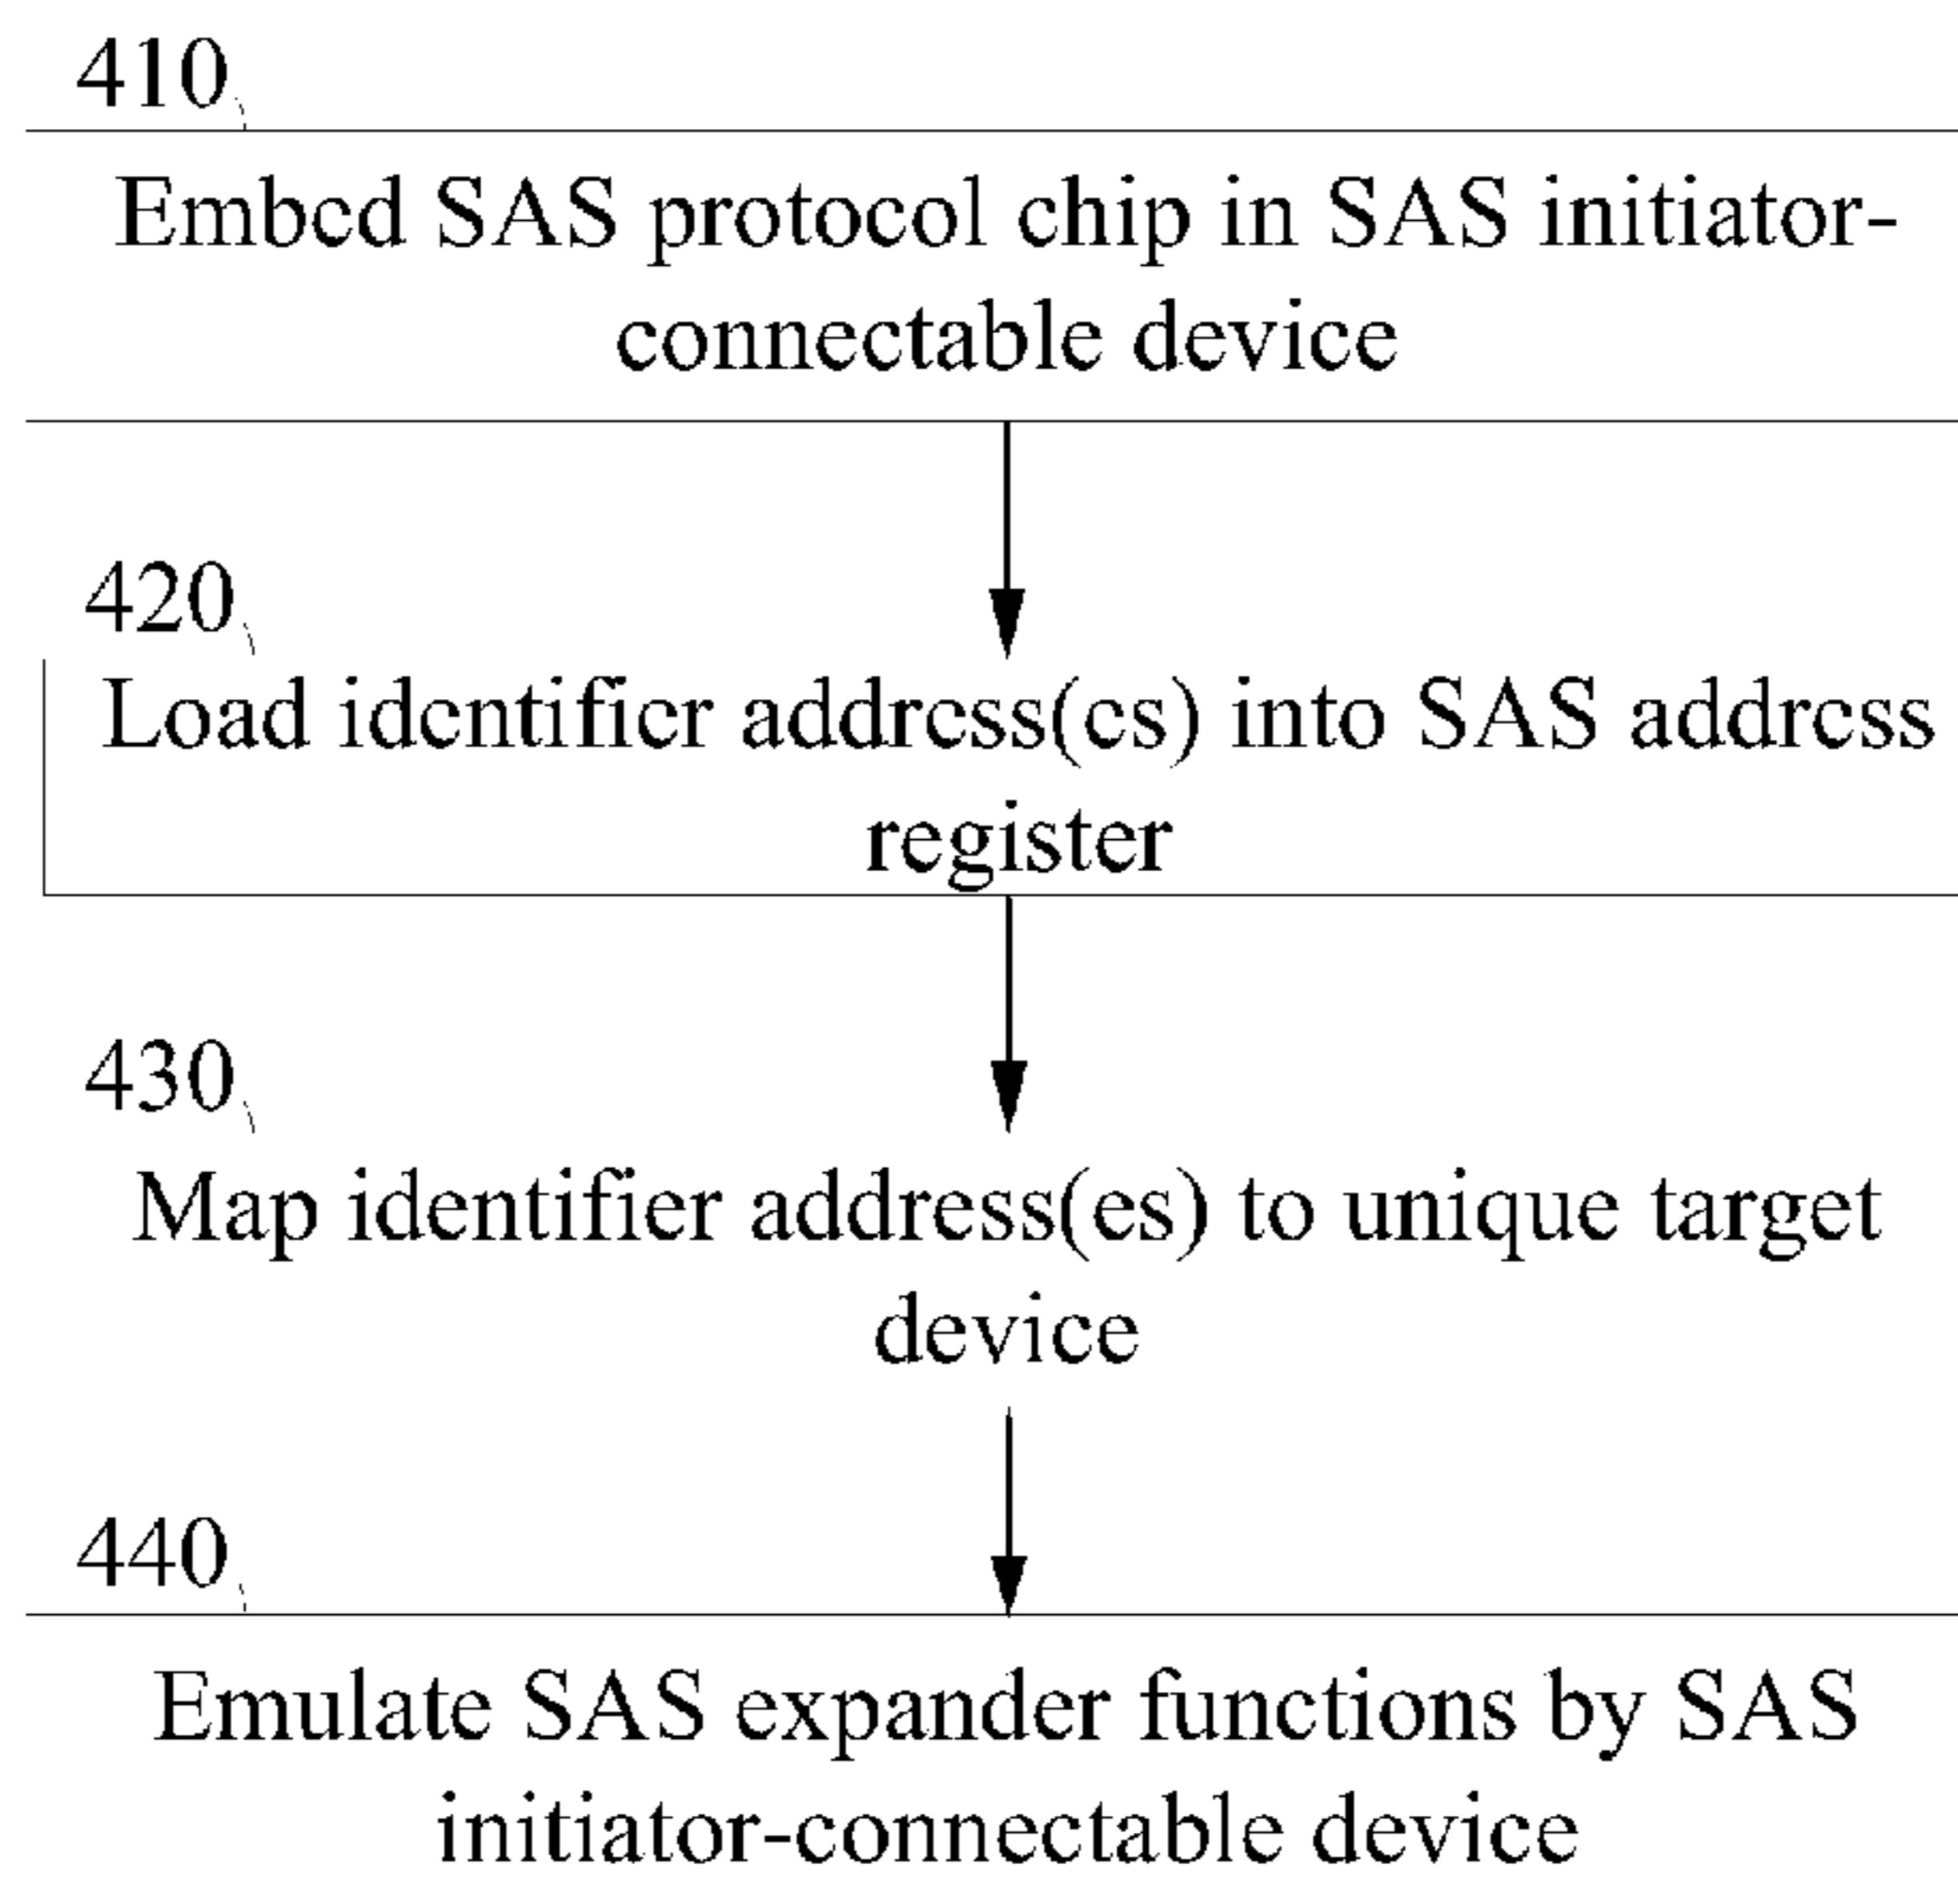 410
Embed SAS protocol chip in SAS initiator-
connectable device
420
Load identifier address(es) into SAS address
register
430
Map identifier address(es) to unique target
device
440
Emulate SAS expander functions by SAS
initiator-connectable device